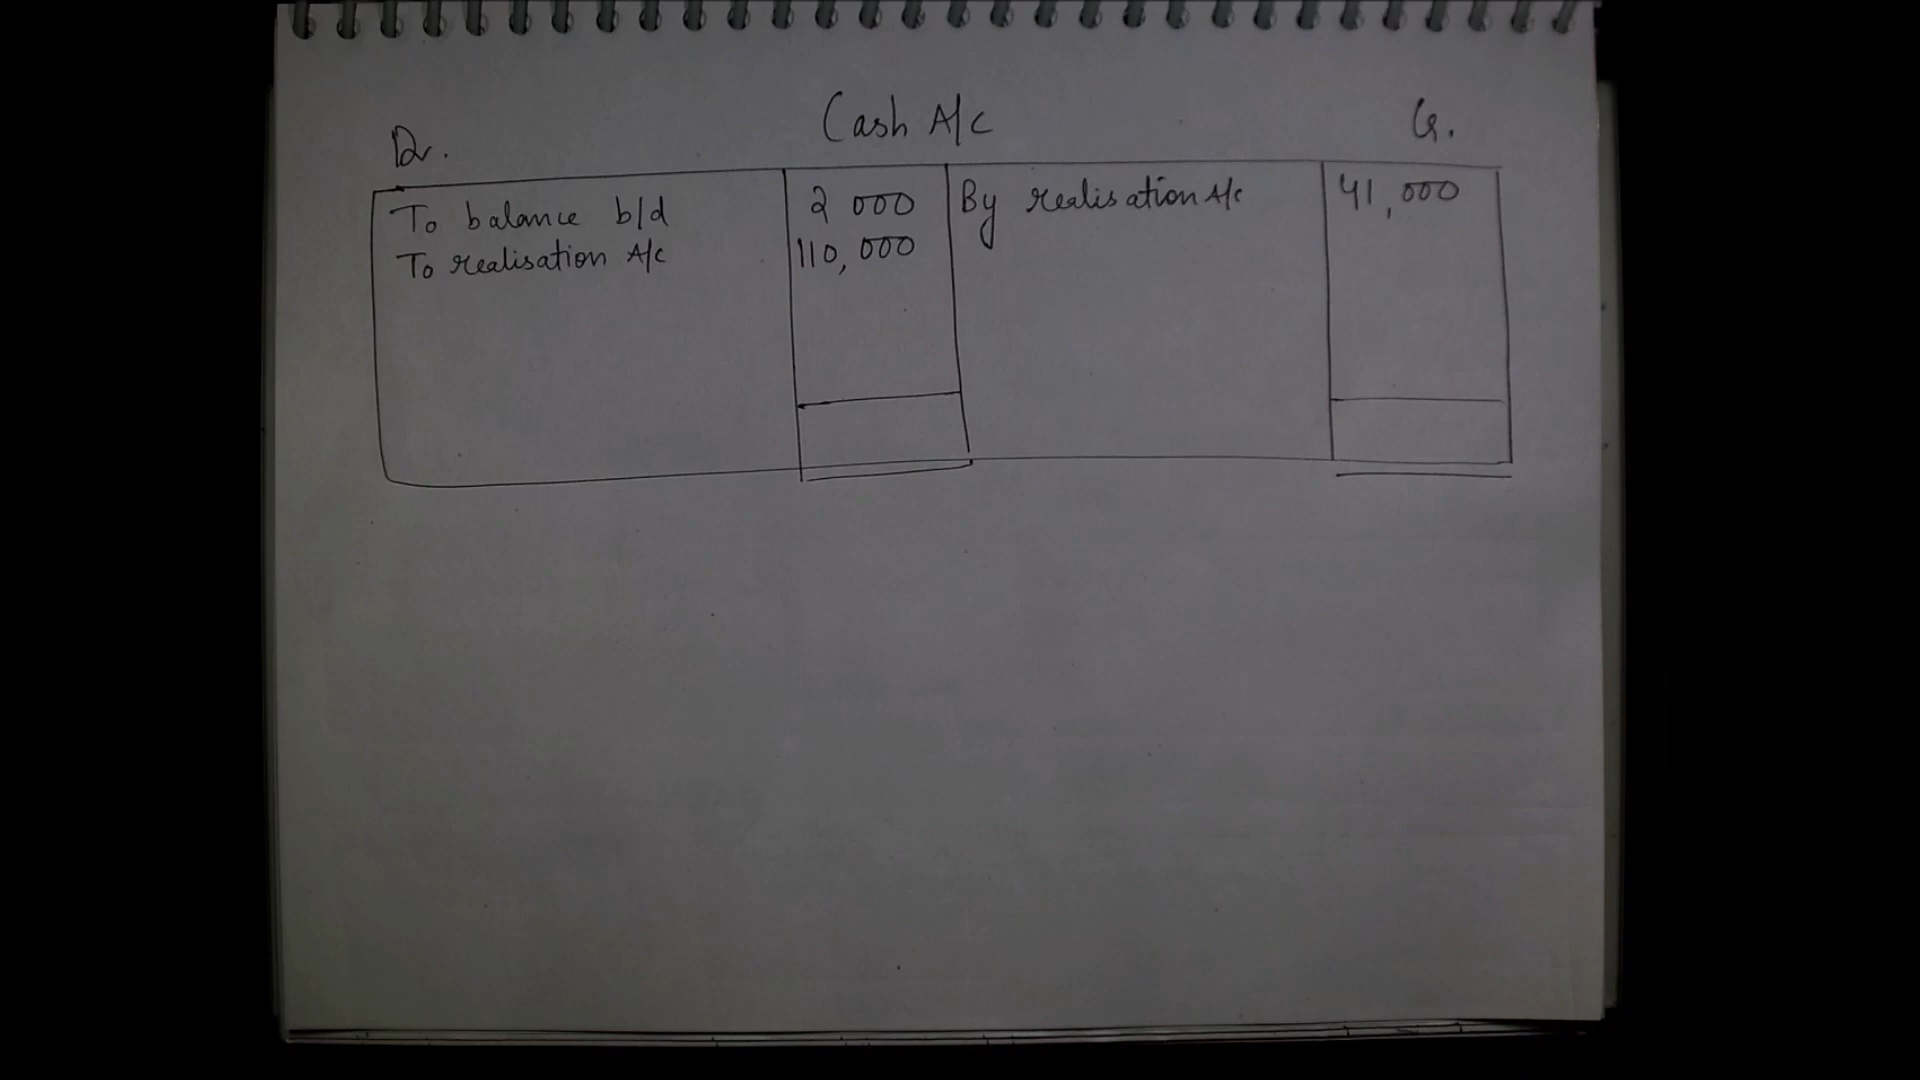 Cash A/c
Dr. Cr.
To balance b/d 2 000 By realisation A/c 41,000
To realisation A/c 110,000